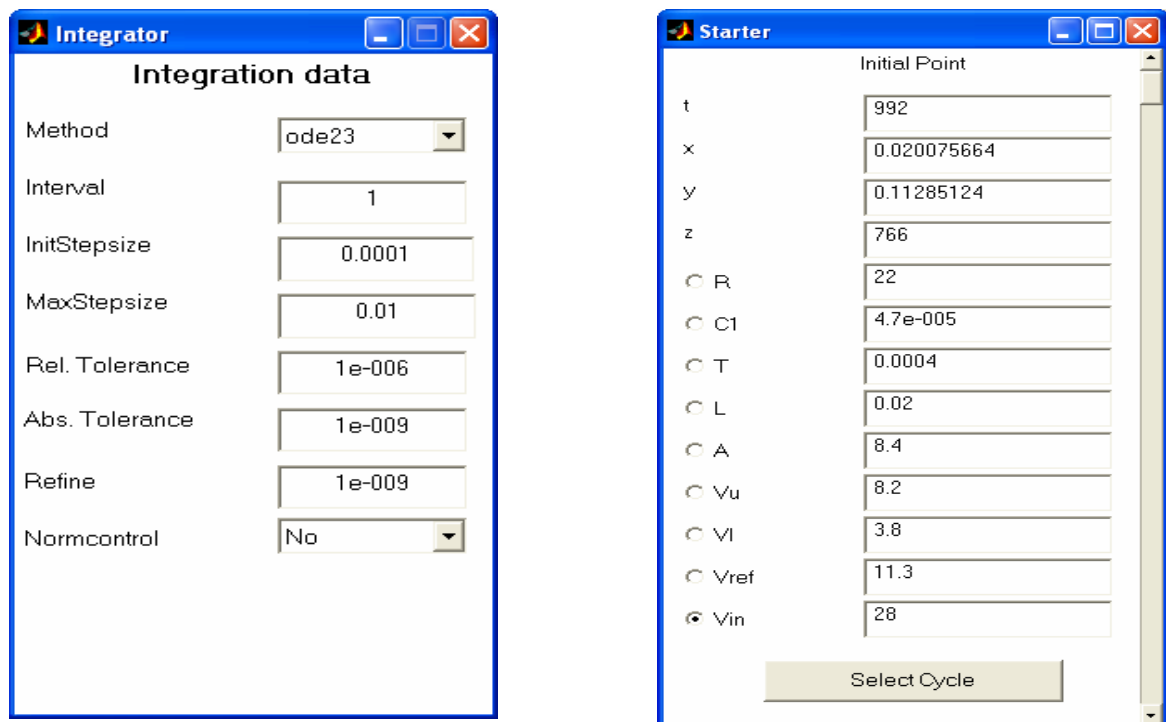 Integrator
Integration data
Method ode23
Interval 1
InitStepsize 0.0001
MaxStepsize 0.01
Rel. Tolerance 1e-006
Abs. Tolerance 1e-009
Refine 1e-009
Normcontrol No
Starter
Initial Point
t 992
x 0.020075664
y 0.11285124
z 766
R 22
C1 4.7e-005
T 0.0004
L 0.02
A 8.4
Vu 8.2
Vl 3.8
Vref 11.3
Vin 28
Select Cycle